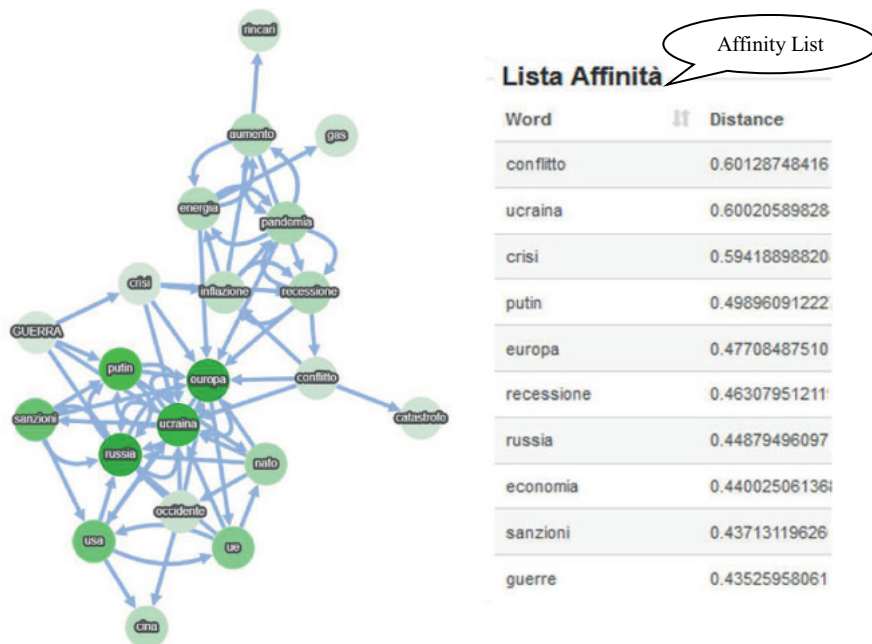 rincari
aumento
gas
energia
pandemia
crisi
inflazione
recessione
GUERRA
putin
europa
conflitto
sanzioni
ucraina
catastrofe
russia
nato
occidente
usa
ue
cina
Affinity List
Lista Affinità
Word Distance
conflitto 0.60128748416
ucraina 0.60020589828
crisi 0.59418898820
putin 0.49896091222
europa 0.47708487510
recessione 0.46307951211
russia 0.44879496097
economia 0.44002506136
sanzioni 0.43713119626
guerre 0.43525958061